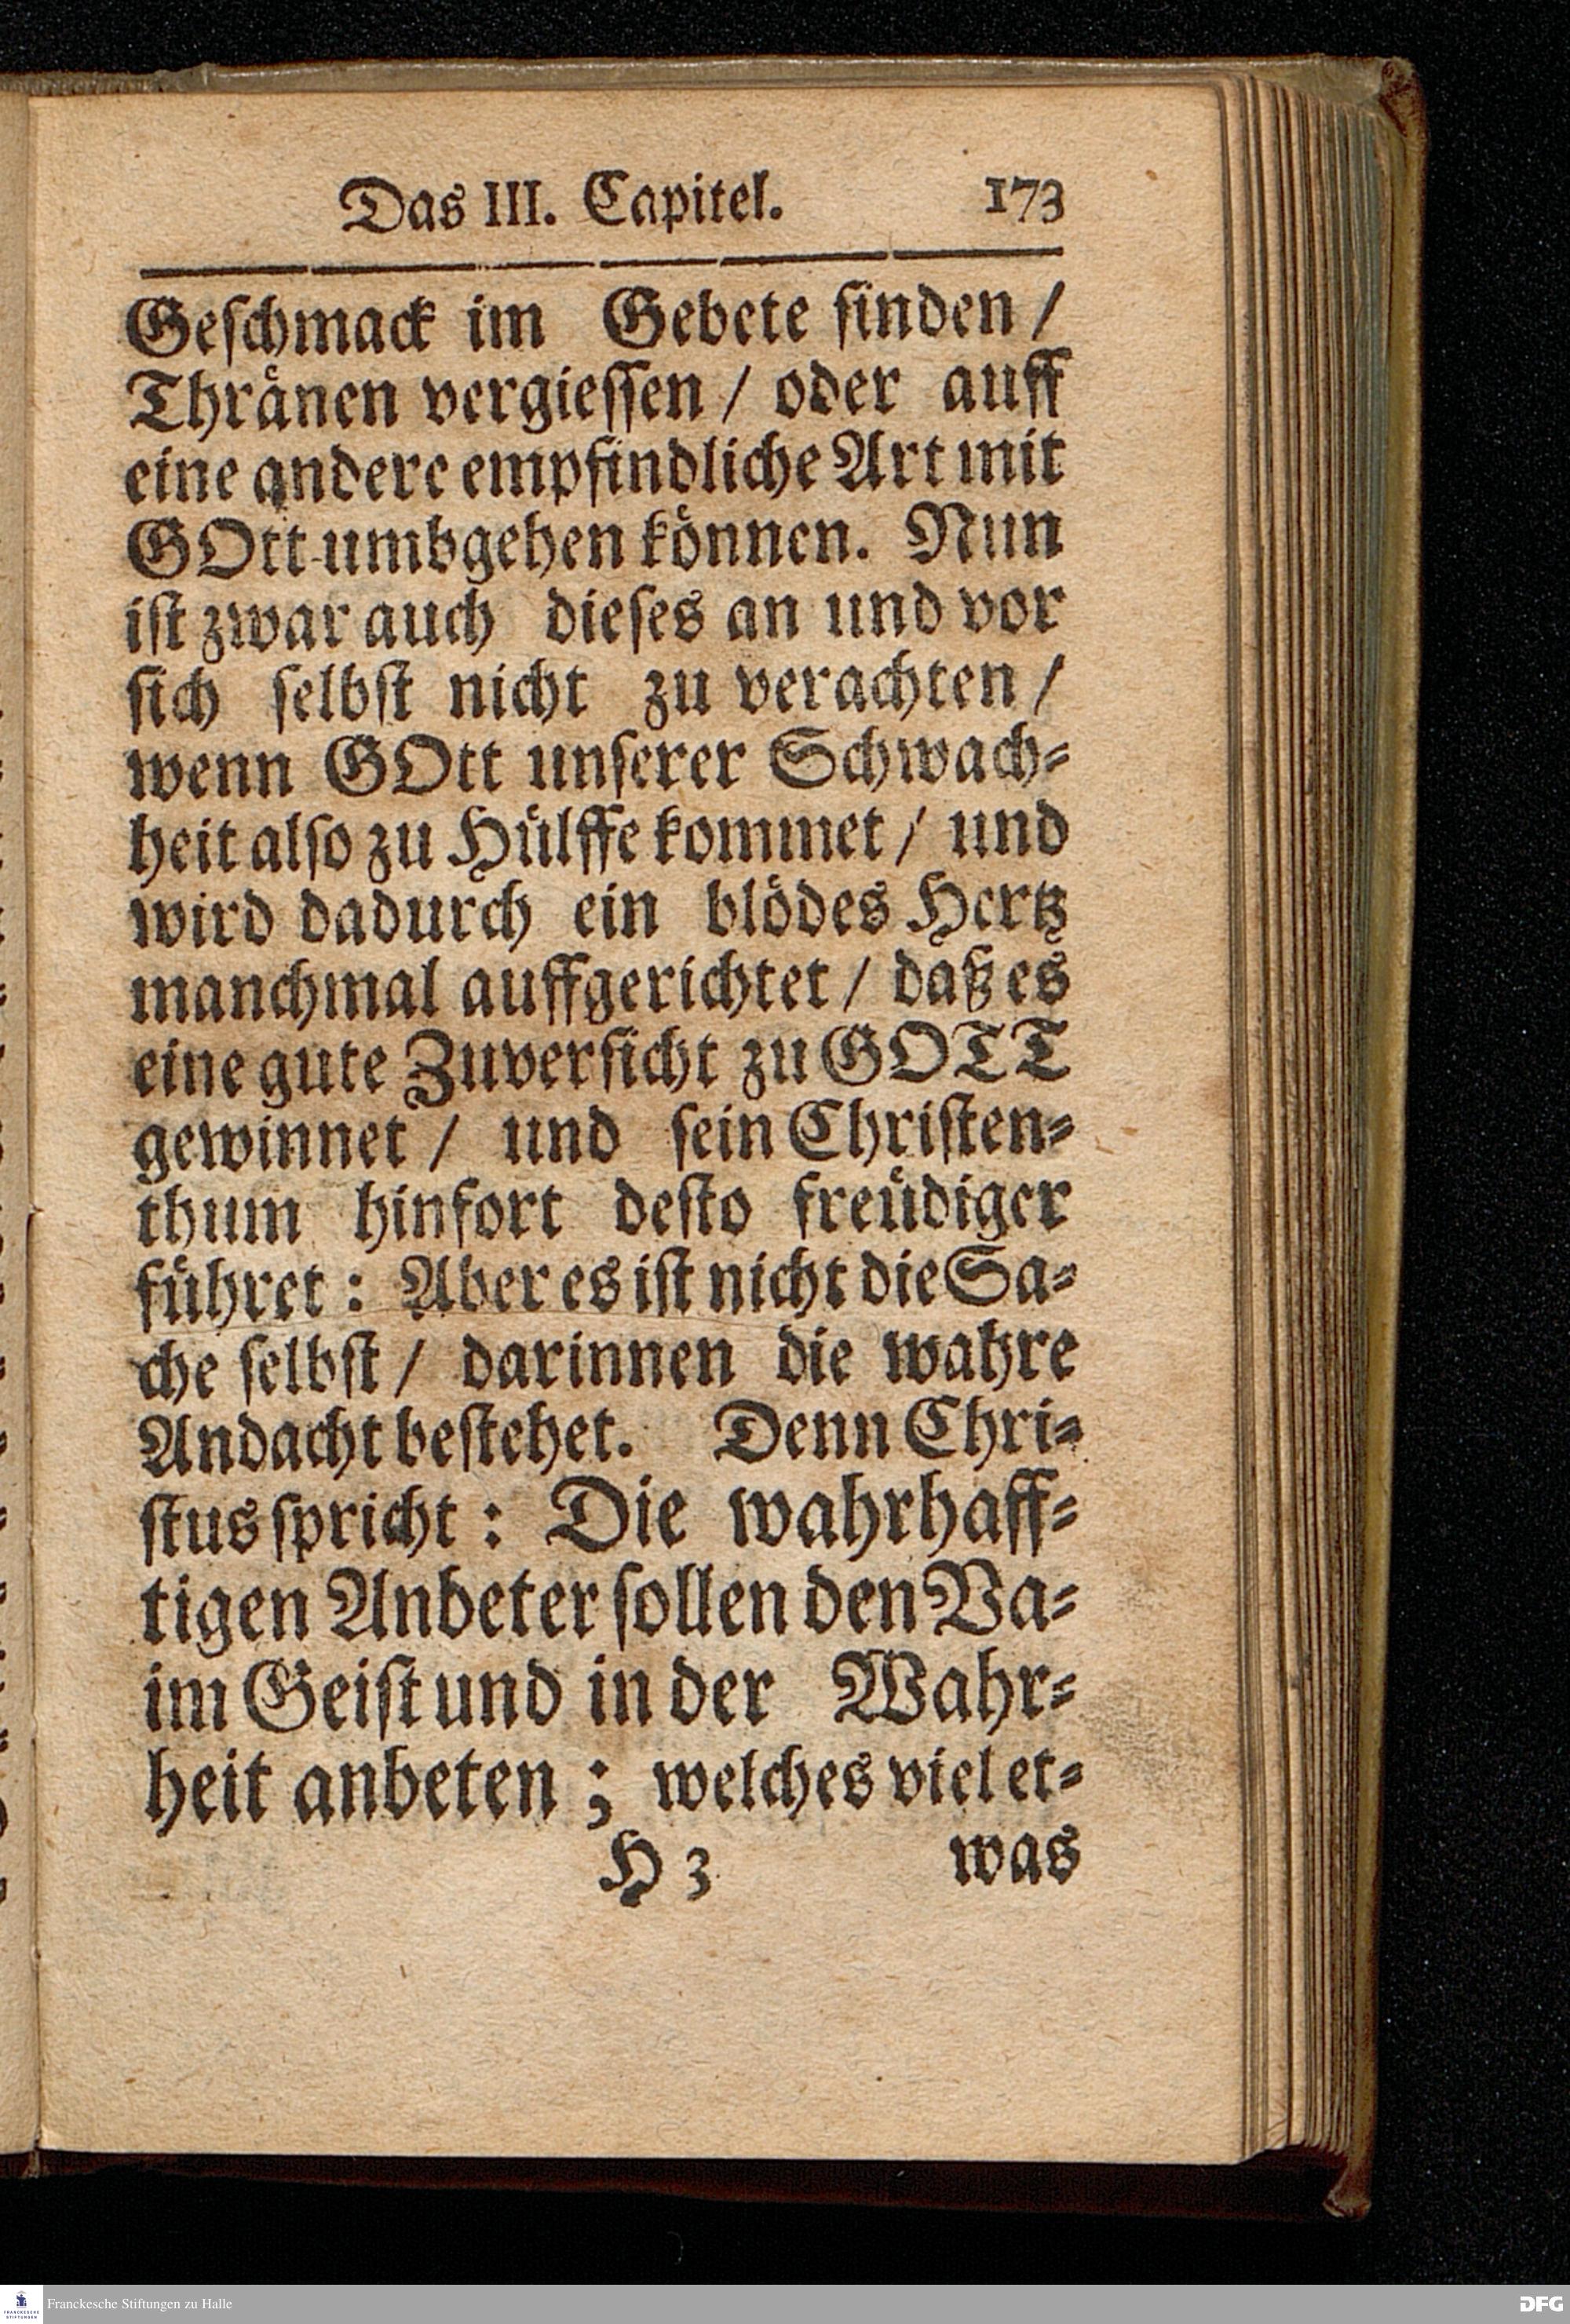 Das III. Capitel. 173
Geschmack im Gebete finden /
Thränen vergiessen / oder auff
eine andere empfindliche Art mit
GOtt umbgehen können. Nun
ist zwar auch dieses an und vor
sich selbst nicht zu verachten /
wenn GOtt unserer Schwach-
heit also zu Hülffe kommet / und
wird dadurch ein blödes Hertz
manchmal auffgerichtet / daß es
eine gute Zuversicht zu GOTT
gewinnet / und sein Christen-
thum hinfort desto freüdiger
führet : Aber es ist nicht die Sa-
che selbst / darinnen die wahre
Andacht bestehet. Denn Chri-
stus spricht : Die wahrhaff-
tigen Anbeter sollen den Va-
im Geist und in der Wahr-
heit anbeten ; welches viel et-
H 3 was
FRANCKESCHE STIFTUNGEN
Franckesche Stiftungen zu Halle
DFG